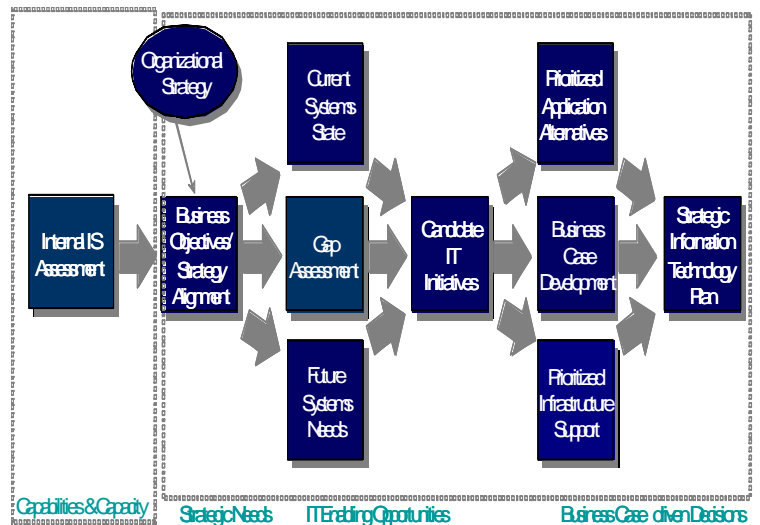 Organizational
Strategy
Current
Systems
State
Prioritized
Application
Alternatives
Internal IS
Assessment
Business
Objectives/
Strategy
Alignment
Gap
Assessment
Candidate
IT
Initiatives
Business
Case
Development
Strategic
Information
Technology
Plan
Future
Systems
Needs
Prioritized
Infrastructure
Support
Capabilities & Capacity
Strategic Needs
IT Enabling Opportunities
Business Case driven Decisions